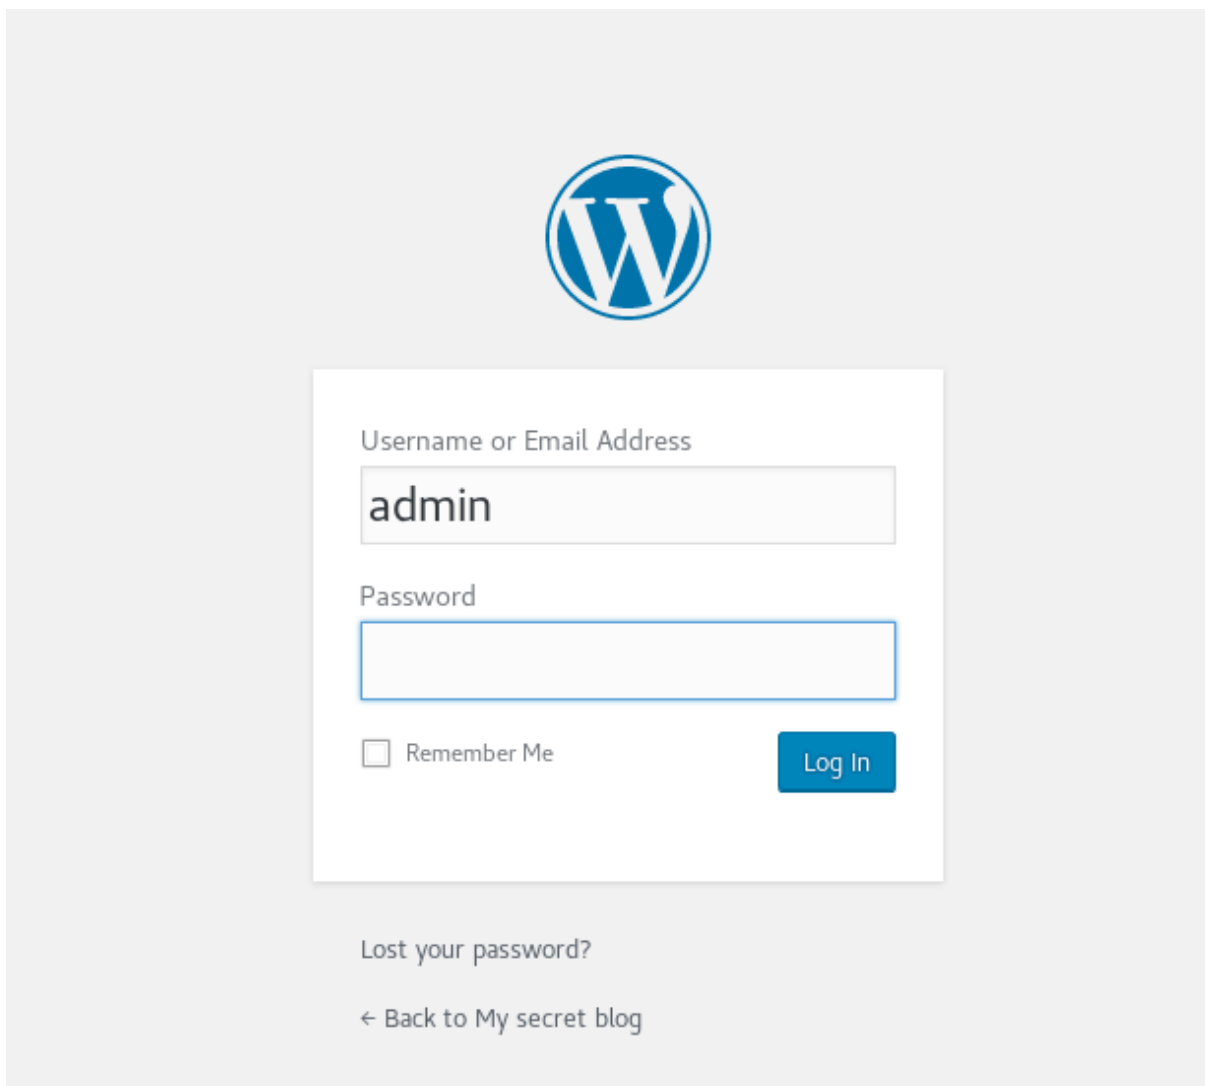 Username or Email Address
admin
Password
Remember Me
Log In
Lost your password?
← Back to My secret blog